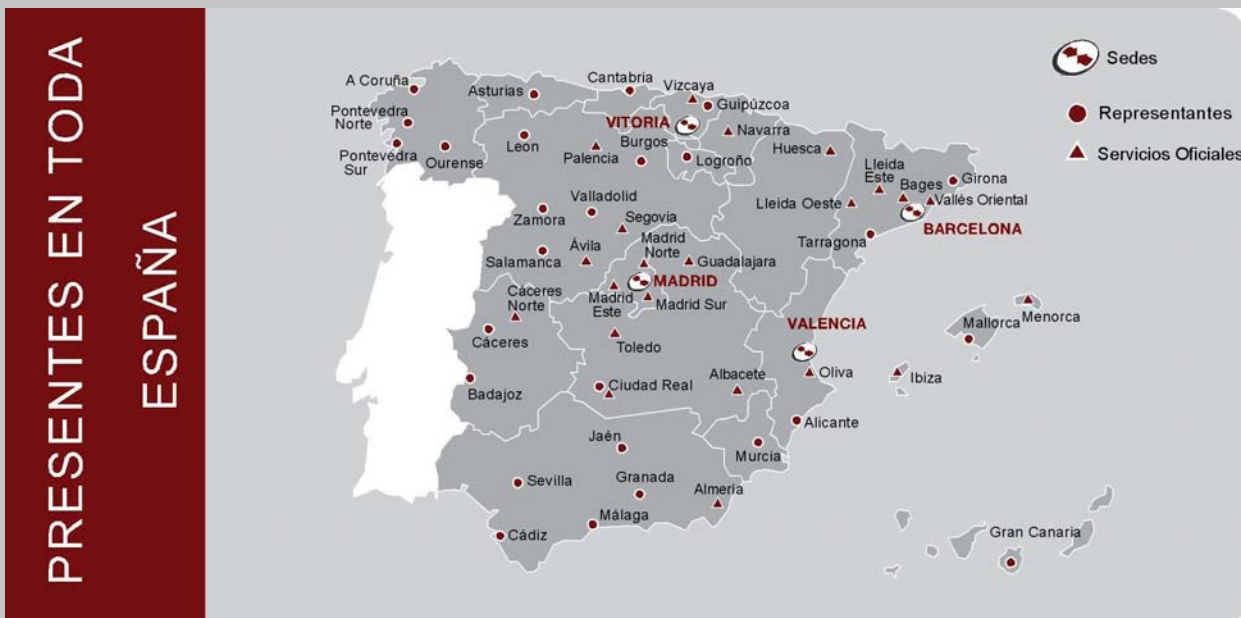 PRESENTES EN TODA
ESPAÑA
Sedes
Representantes
Servicios Oficiales
A Coruña
Asturias
Cantabria
Vizcaya
Guipúzcoa
Pontevedra
Norte
VITORIA
Navarra
Leon
Burgos
Huesca
Pontevedra
Sur
Ourense
Palencia
Logroño
Lleida
Este
Bages
Girona
Valladolid
Lleida Oeste
Vallés Oriental
Zamora
Segovia
BARCELONA
Ávila
Madrid
Norte
Tarragona
Salamanca
Guadalajara
MADRID
Caceres
Norte
Madrid
Este
Madrid Sur
VALENCIA
Menorca
Mallorca
Cáceres
Toledo
Albacete
Oliva
Ibiza
Ciudad Real
Badajoz
Alicante
Jaén
Murcia
Sevilla
Granada
Almería
Málaga
Cádiz
Gran Canaria